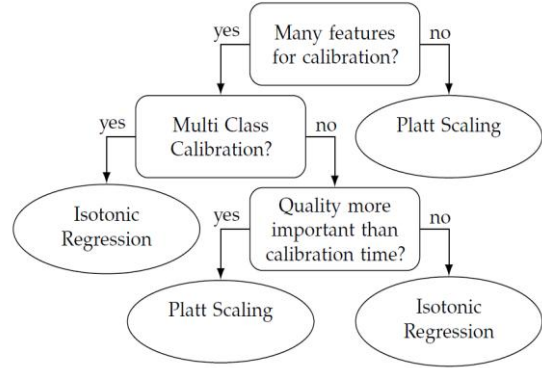 Many features
for calibration?
yes
no
Multi Class
Calibration?
yes
no
Platt Scaling
Isotonic
Regression
Quality more
important than
calibration time?
yes
no
Platt Scaling
Isotonic
Regression